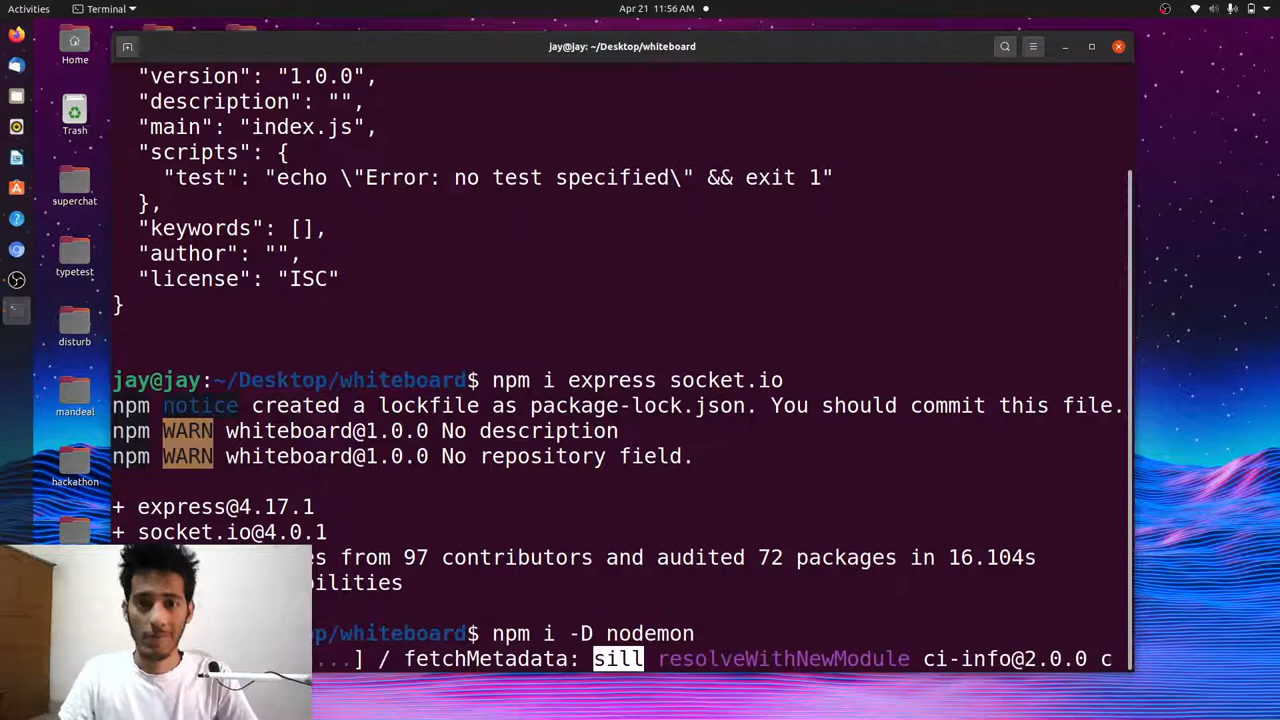 Activities
Terminal
Apr 21 11:56 AM
jay@jay: ~/Desktop/whiteboard
Home
Trash
superchat
typetest
disturb
mandeal
hackathon
"version": "1.0.0",
"description": "",
"main": "index.js",
"scripts": {
"test": "echo \"Error: no test specified\" && exit 1"
},
"keywords": [],
"author": "",
"license": "ISC"
}
jay@jay:~/Desktop/whiteboard$ npm i express socket.io
npm notice created a lockfile as package-lock.json. You should commit this file.
npm WARN whiteboard@1.0.0 No description
npm WARN whiteboard@1.0.0 No repository field.
+ express@4.17.1
+ socket.io@4.0.1
es from 97 contributors and audited 72 packages in 16.104s
bilities
op/whiteboard$ npm i -D nodemon
...] / fetchMetadata: sill resolveWithNewModule ci-info@2.0.0 c